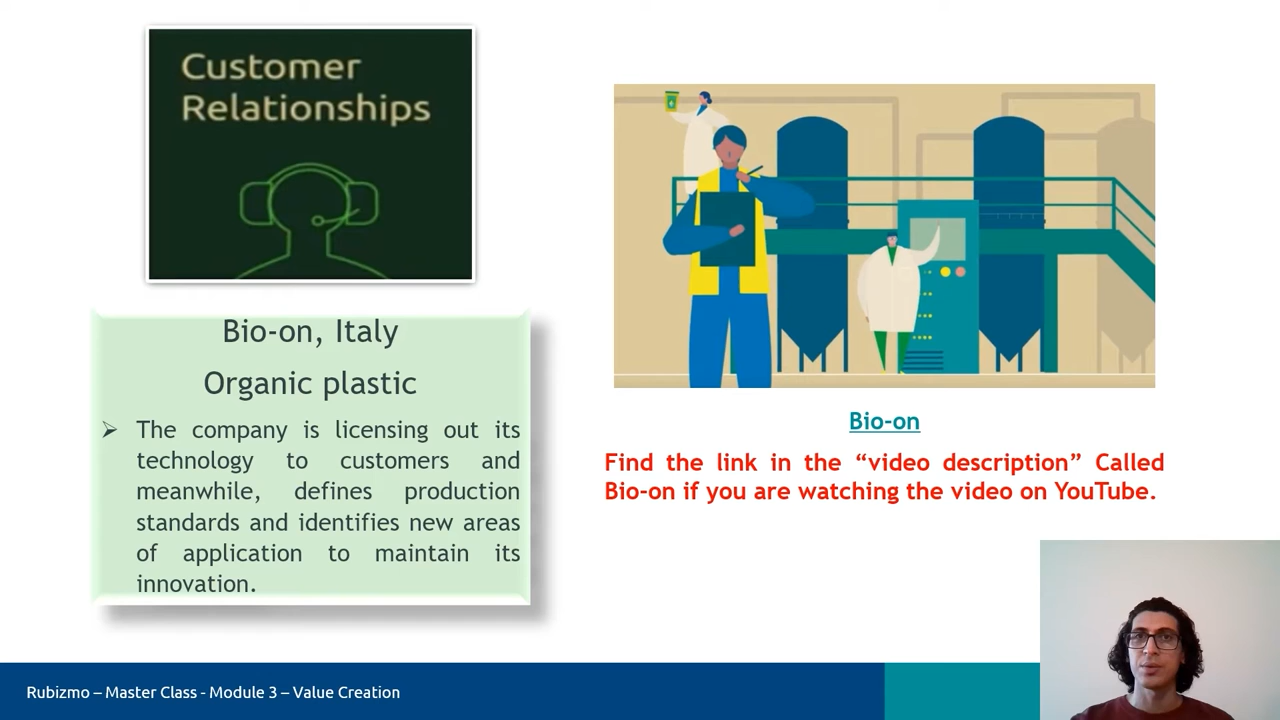 Customer
Relationships
Bio-on, Italy
Organic plastic
➢ The company is licensing out its
technology to customers and
meanwhile, defines production
standards and identifies new areas
of application to maintain its
innovation.
Bio-on
Find the link in the “video description” Called
Bio-on if you are watching the video on YouTube.
Rubizmo – Master Class - Module 3 – Value Creation